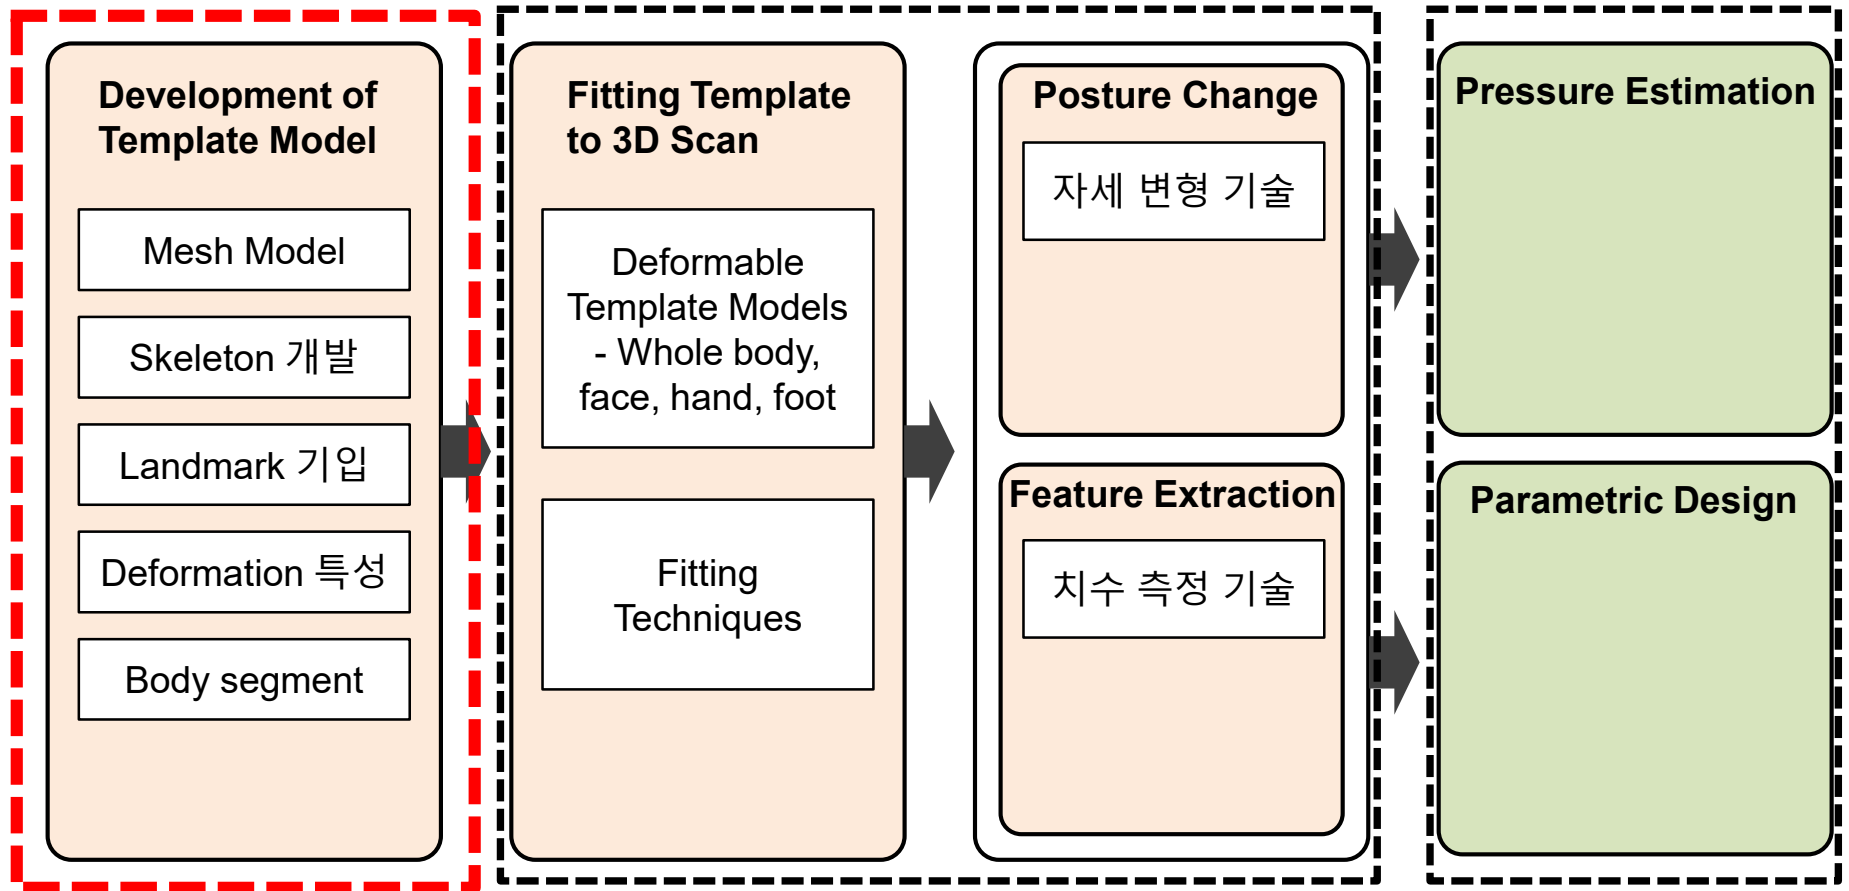 Development of
Template Model
Mesh Model
Skeleton 개발
Landmark 기입
Deformation 특성
Body segment
Fitting Template
to 3D Scan
Deformable
Template Models
- Whole body,
face, hand, foot
Fitting
Techniques
Posture Change
자세 변형 기술
Feature Extraction
치수 측정 기술
Pressure Estimation
Parametric Design